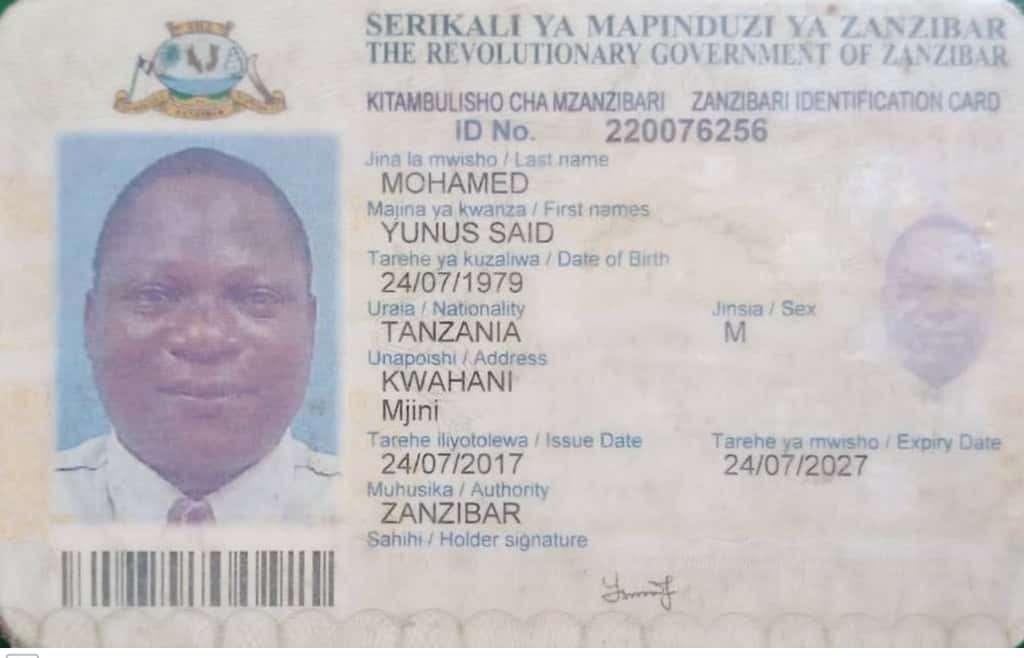 SERIKALI YA MAPINDUZI YA ZANZIBAR
THE REVOLUTIONARY GOVERNMENT OF ZANZIBAR
KITAMBULISHO CHA MZANZIBARI ZANZIBARI IDENTIFICATION CARD
ID No. 220076256
Jina la mwisho / Last name
MOHAMED
Majina ya kwanza / First names
YUNUS SAID
Tarehe ya kuzaliwa / Date of Birth
24/07/1979
Uraia / Nationality Jinsia / Sex
TANZANIA M
Unapoishi / Address
KWAHANI
Mjini
Tarehe iliyotolewa / Issue Date Tarehe ya mwisho / Expiry Date
24/07/2017 24/07/2027
Muhusika / Authority
ZANZIBAR
Sahihi / Holder signature